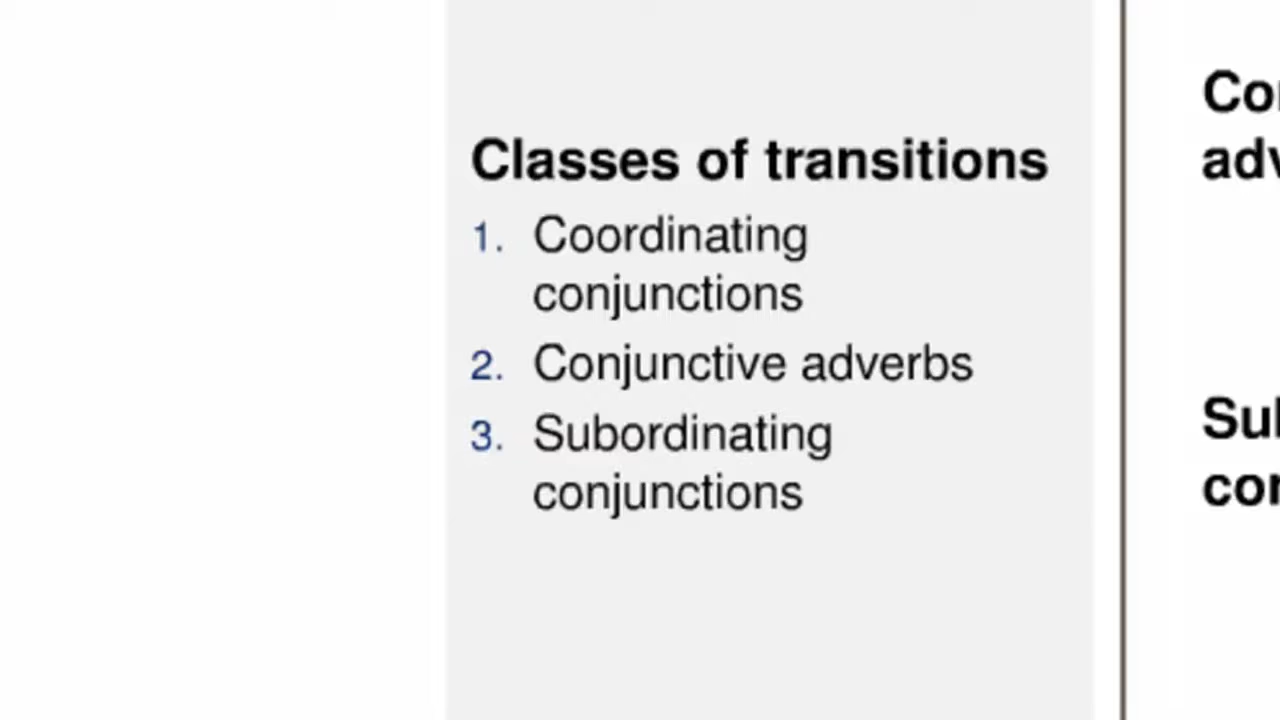 Classes of transitions
1. Coordinating
conjunctions
2. Conjunctive adverbs
3. Subordinating
conjunctions